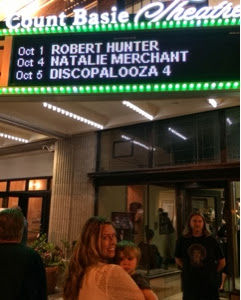 Count Basie Theatre
Oct 1 ROBERT HUNTER
Oct 4 NATALIE MERCHANT
Oct 5 DISCOPALOOZA 4